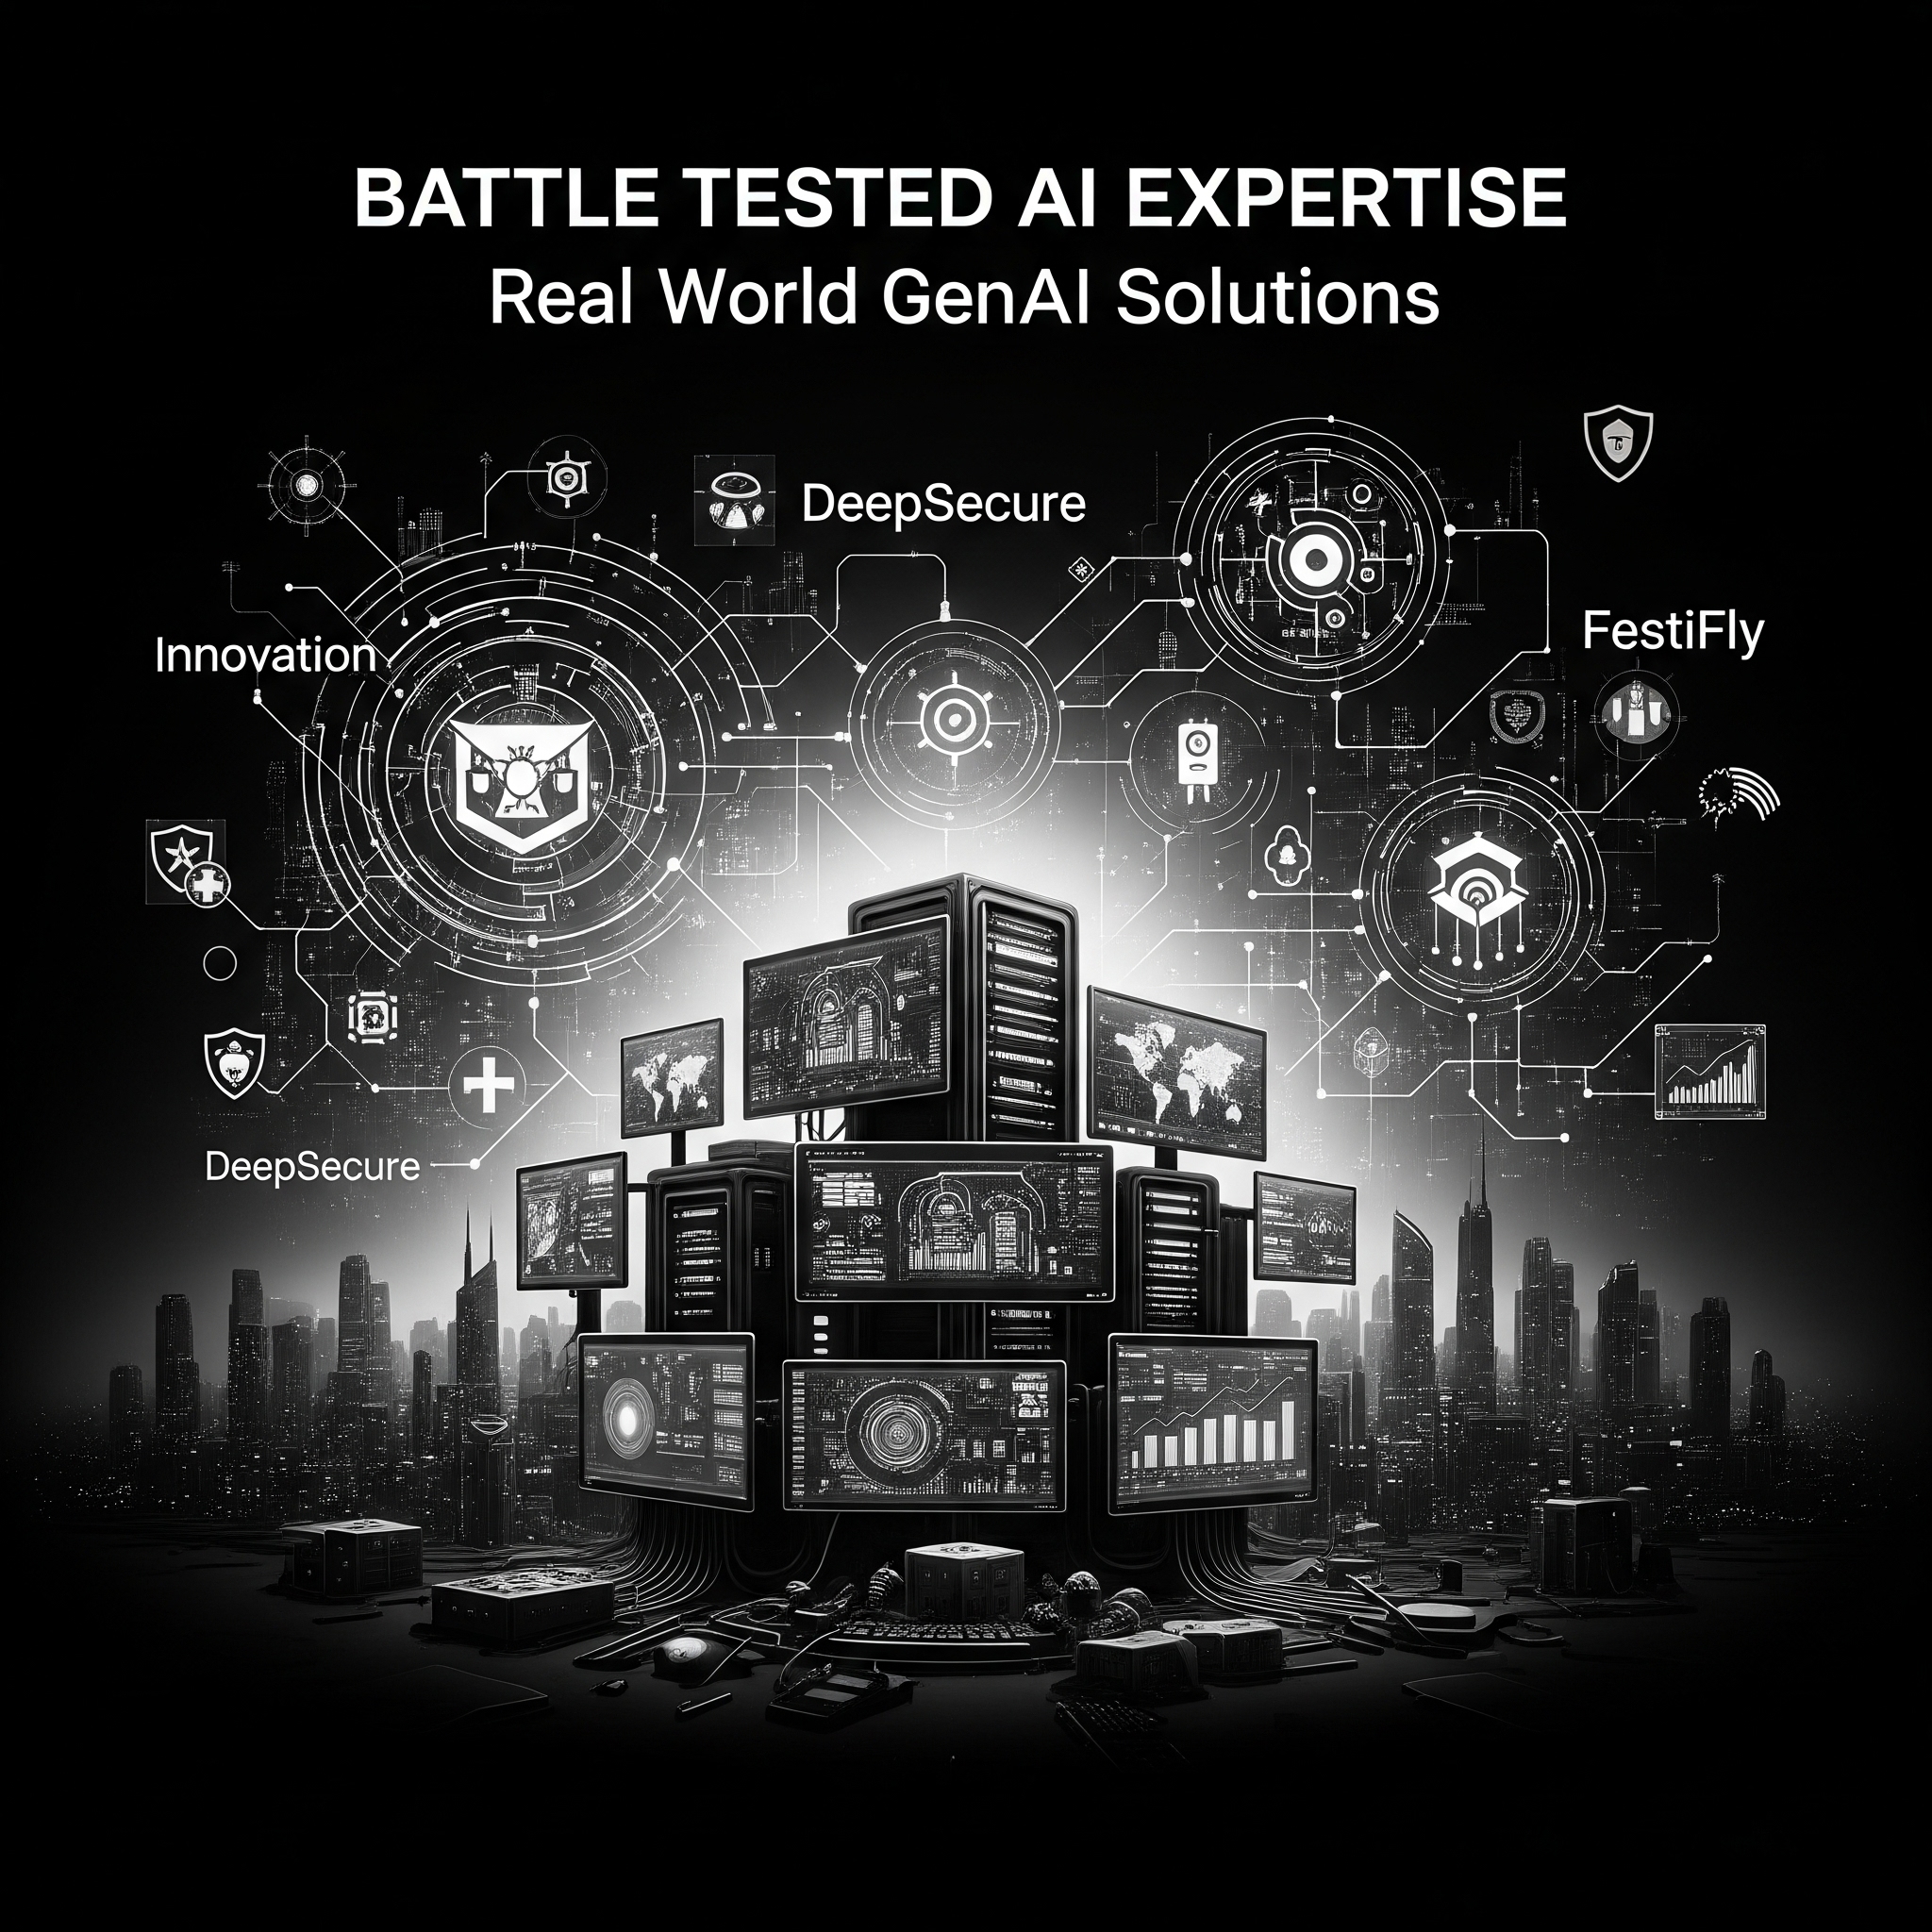 BATTLE TESTED AI EXPERTISE
Real World GenAI Solutions
DeepSecure
FestiFly
Innovation
DeepSecure